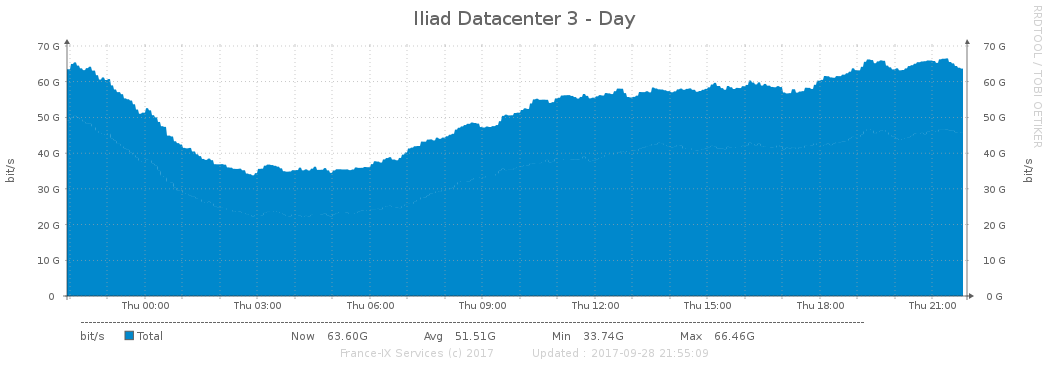 Iliad Datacenter 3 - Day
RRDTOOL / TOBI OETIKER
70 G 70 G
60 G 60 G
50 G 50 G
40 G 40 G
30 G 30 G
20 G 20 G
10 G 10 G
0 0 G
bit/s bit/s
Thu 00:00 Thu 03:00 Thu 06:00 Thu 09:00 Thu 12:00 Thu 15:00 Thu 18:00 Thu 21:00
bit/s Total Now 63.60G Avg 51.51G Min 33.74G Max 66.46G
France-IX Services (c) 2017 Updated : 2017-09-28 21:55:09